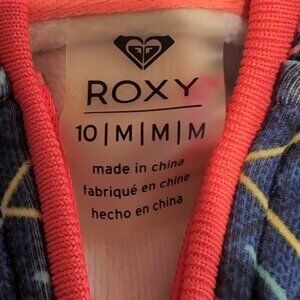 ROXY
10|M|M|M
made in china
fabriqué en chine
hecho en china